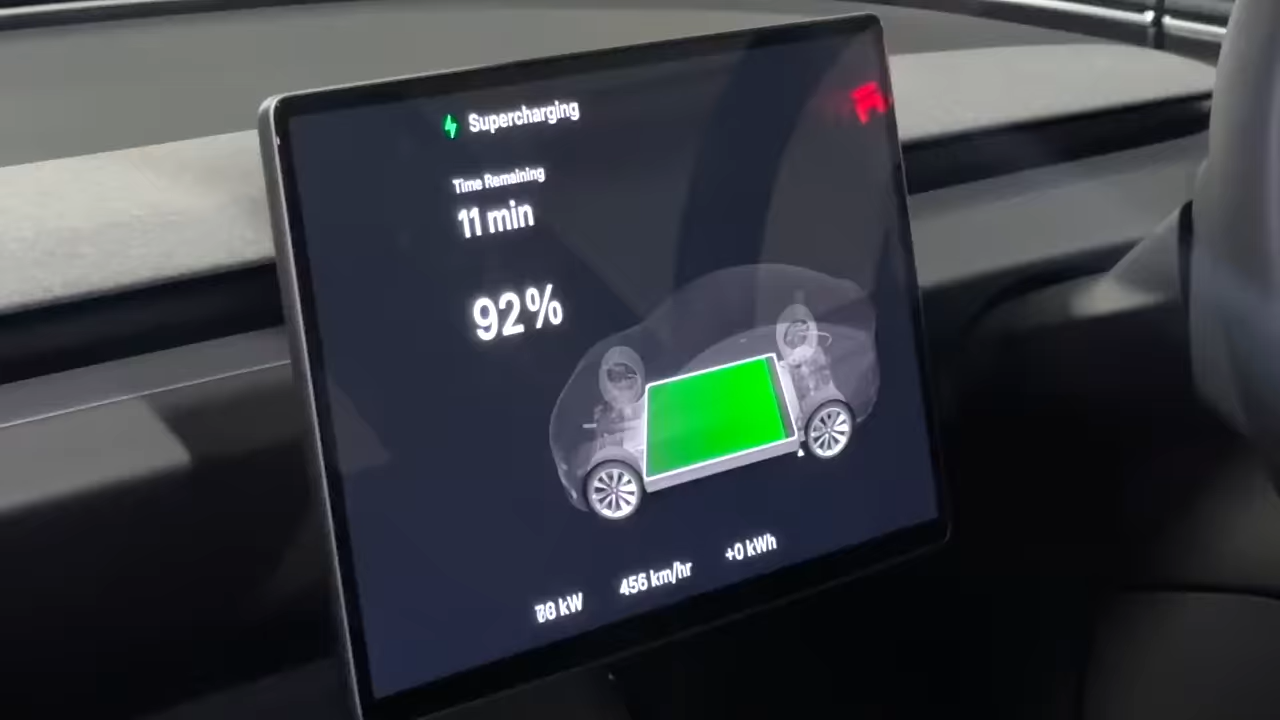 Supercharging
Time Remaining
11 min
92%
kW
456 km/hr
+0 kWh